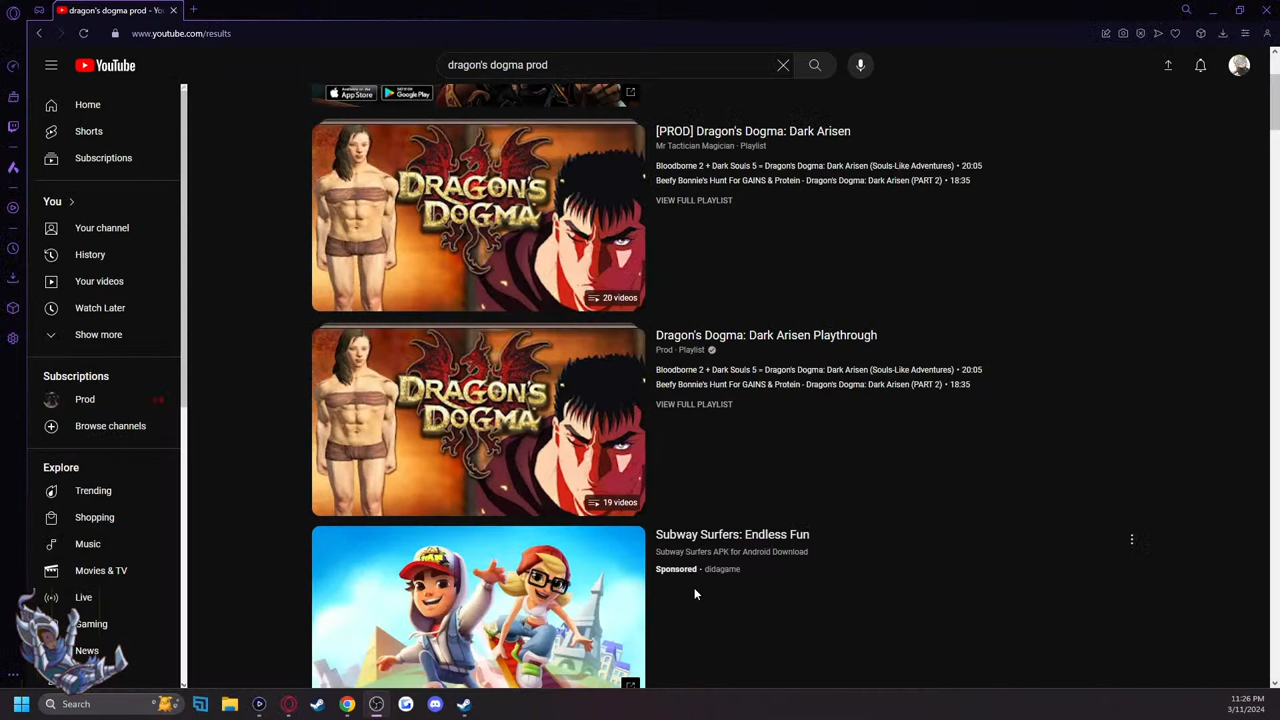 dragon's dogma prod - You
www.youtube.com/results
YouTube
dragon's dogma prod
Home
Shorts
Subscriptions
You
Your channel
History
Your videos
Watch Later
Show more
Subscriptions
Prod
Browse channels
Explore
Trending
Shopping
Music
Movies & TV
Live
Gaming
News
App Store
Google Play
DRAGON'S
DOGMA
20 videos
[PROD] Dragon's Dogma: Dark Arisen
Mr Tactician Magician · Playlist
Bloodborne 2 + Dark Souls 5 = Dragon's Dogma: Dark Arisen (Souls-Like Adventures) · 20:05
Beefy Bonnie's Hunt For GAINS & Protein - Dragon's Dogma: Dark Arisen (PART 2) · 18:35
VIEW FULL PLAYLIST
DRAGON'S
DOGMA
19 videos
Dragon's Dogma: Dark Arisen Playthrough
Prod · Playlist
Bloodborne 2 + Dark Souls 5 = Dragon's Dogma: Dark Arisen (Souls-Like Adventures) · 20:05
Beefy Bonnie's Hunt For GAINS & Protein - Dragon's Dogma: Dark Arisen (PART 2) · 18:35
VIEW FULL PLAYLIST
Subway Surfers: Endless Fun
Subway Surfers APK for Android Download
Sponsored · didagame
Search
11:26 PM
3/11/2024